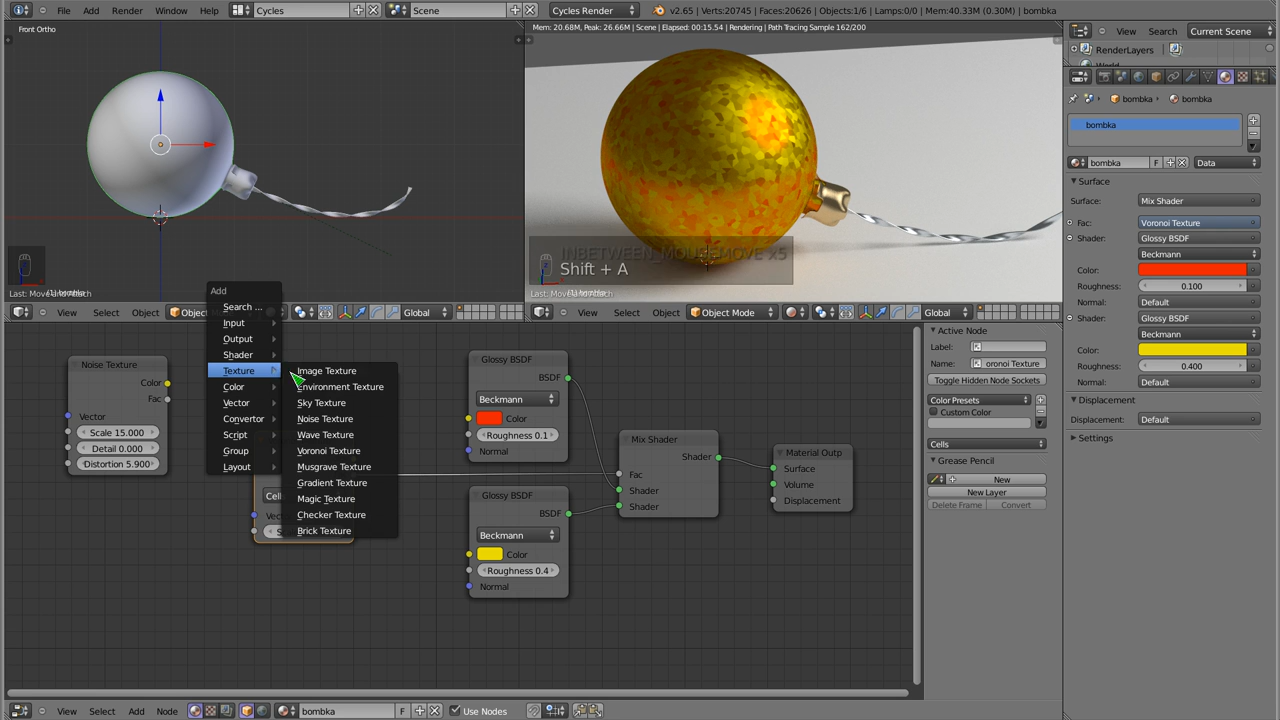 File Add Render Window Help Cycles Scene Cycles Render v2.65 | Verts:20745 | Faces:20626 | Objects:1/6 | Lamps:0/0 | Mem:40.33M (0.30M) | bombka
Front Ortho
Last: Move and Attach
View Select Object Global
Mem: 20.68M, Peak: 26.66M | Scene | Elapsed: 00:15.54 | Rendering | Path Tracing Sample 162/200
INBETWEEN_MOUSEMOVE X5
Shift + A
View Select Object Object Mode Global
Add
Search ...
Input
Output
Shader
Texture
Color
Vector
Convertor
Script
Group
Layout
Image Texture
Environment Texture
Sky Texture
Noise Texture
Wave Texture
Voronoi Texture
Musgrave Texture
Gradient Texture
Magic Texture
Checker Texture
Brick Texture
Noise Texture
Color
Fac
Vector
Scale 15.000
Detail 0.000
Distortion 5.900
Glossy BSDF
BSDF
Beckmann
Color
Roughness 0.1
Normal
Glossy BSDF
BSDF
Beckmann
Color
Roughness 0.4
Normal
Mix Shader
Shader
Fac
Shader
Shader
Material Outp
Surface
Volume
Displacement
Active Node
Label:
Name: oronoi Texture
Toggle Hidden Node Sockets
Color Presets
Custom Color
Cells
Grease Pencil
New
New Layer
Delete Frame Convert
View Select Add Node bombka F Use Nodes
View Search Current Scene
RenderLayers
bombka bombka
bombka
bombka F Data
Surface
Surface: Mix Shader
Fac: Voronoi Texture
Shader: Glossy BSDF
Beckmann
Color:
Roughness: 0.100
Normal: Default
Shader: Glossy BSDF
Beckmann
Color:
Roughness: 0.400
Normal: Default
Displacement
Displacement: Default
Settings